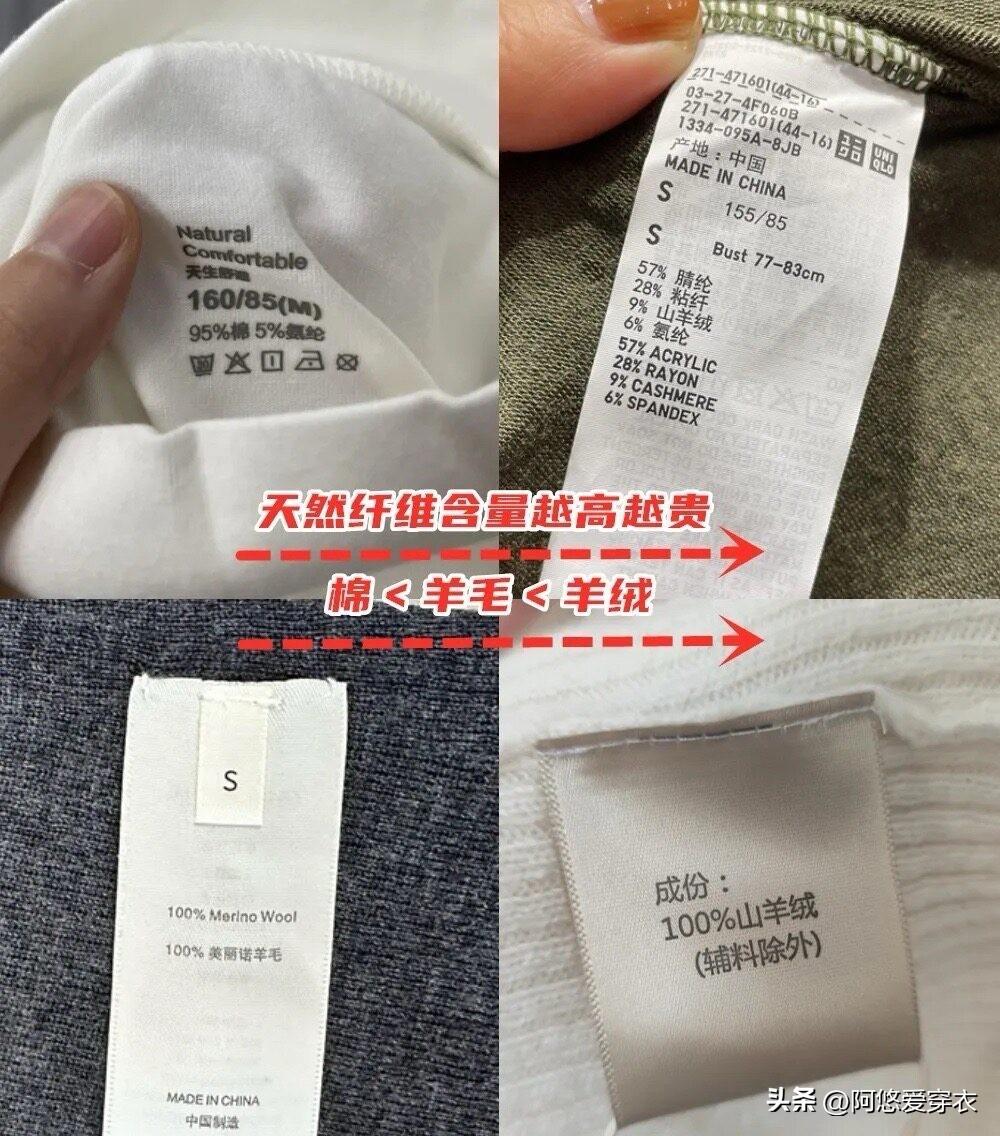 Natural
Comfortable
160/85(M)
95%棉 5%氨纶
271-471601(44-16)
03-27-4F060B
271-471601(44-16)
1334-095A-8JB
UNI
QLO
产地：中国
MADE IN CHINA
S
155/85
S
Bust 77-83cm
57% 腈纶
28% 粘纤
9% 山羊绒
6% 氨纶
57% ACRYLIC
28% RAYON
9% CASHMERE
6% SPANDEX
天然纤维含量越高越贵
棉＜羊毛＜羊绒
S
100% Merino Wool
100% 美丽诺羊毛
MADE IN CHINA
中国制造
成份：
100%山羊绒
(辅料除外)
头条 @阿悠爱穿衣